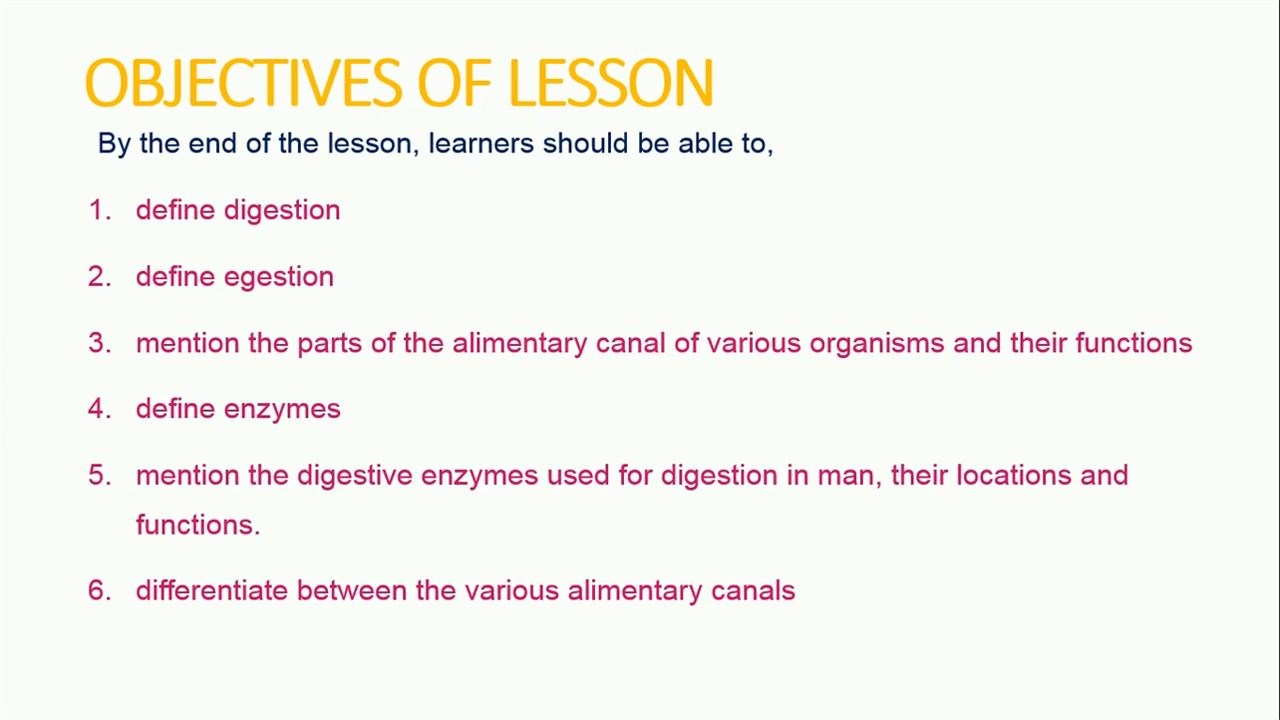 OBJECTIVES OF LESSON
By the end of the lesson, learners should be able to,
1. define digestion
2. define egestion
3. mention the parts of the alimentary canal of various organisms and their functions
4. define enzymes
5. mention the digestive enzymes used for digestion in man, their locations and
functions.
6. differentiate between the various alimentary canals